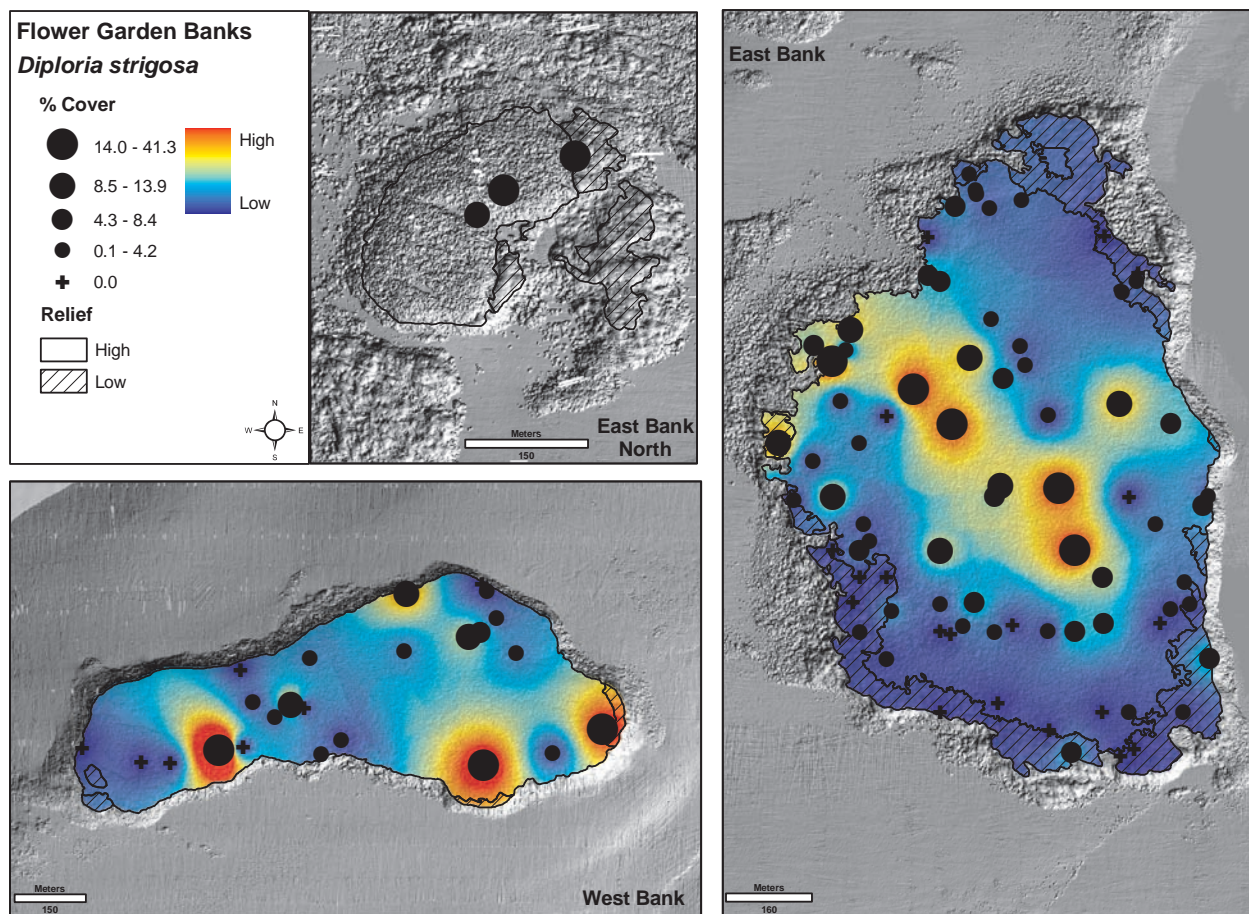 Flower Garden Banks
Diploria strigosa
% Cover
14.0 - 41.3
8.5 - 13.9
4.3 - 8.4
0.1 - 4.2
0.0
High
Low
Relief
High
Low
N
W E
S
Meters
150
East Bank
North
East Bank
Meters
160
Meters
150
West Bank